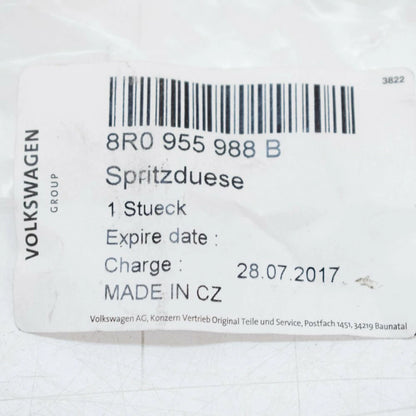 3822
8R0 955 988 B
Spritzduese
1 Stueck
Expire date :
Charge : 28.07.2017
MADE IN CZ
Volkswagen AG, Konzern Vertrieb Original Teile und Service, Postfach 1451, 34219 Baunatal
VOLKSWAGEN
GROUP